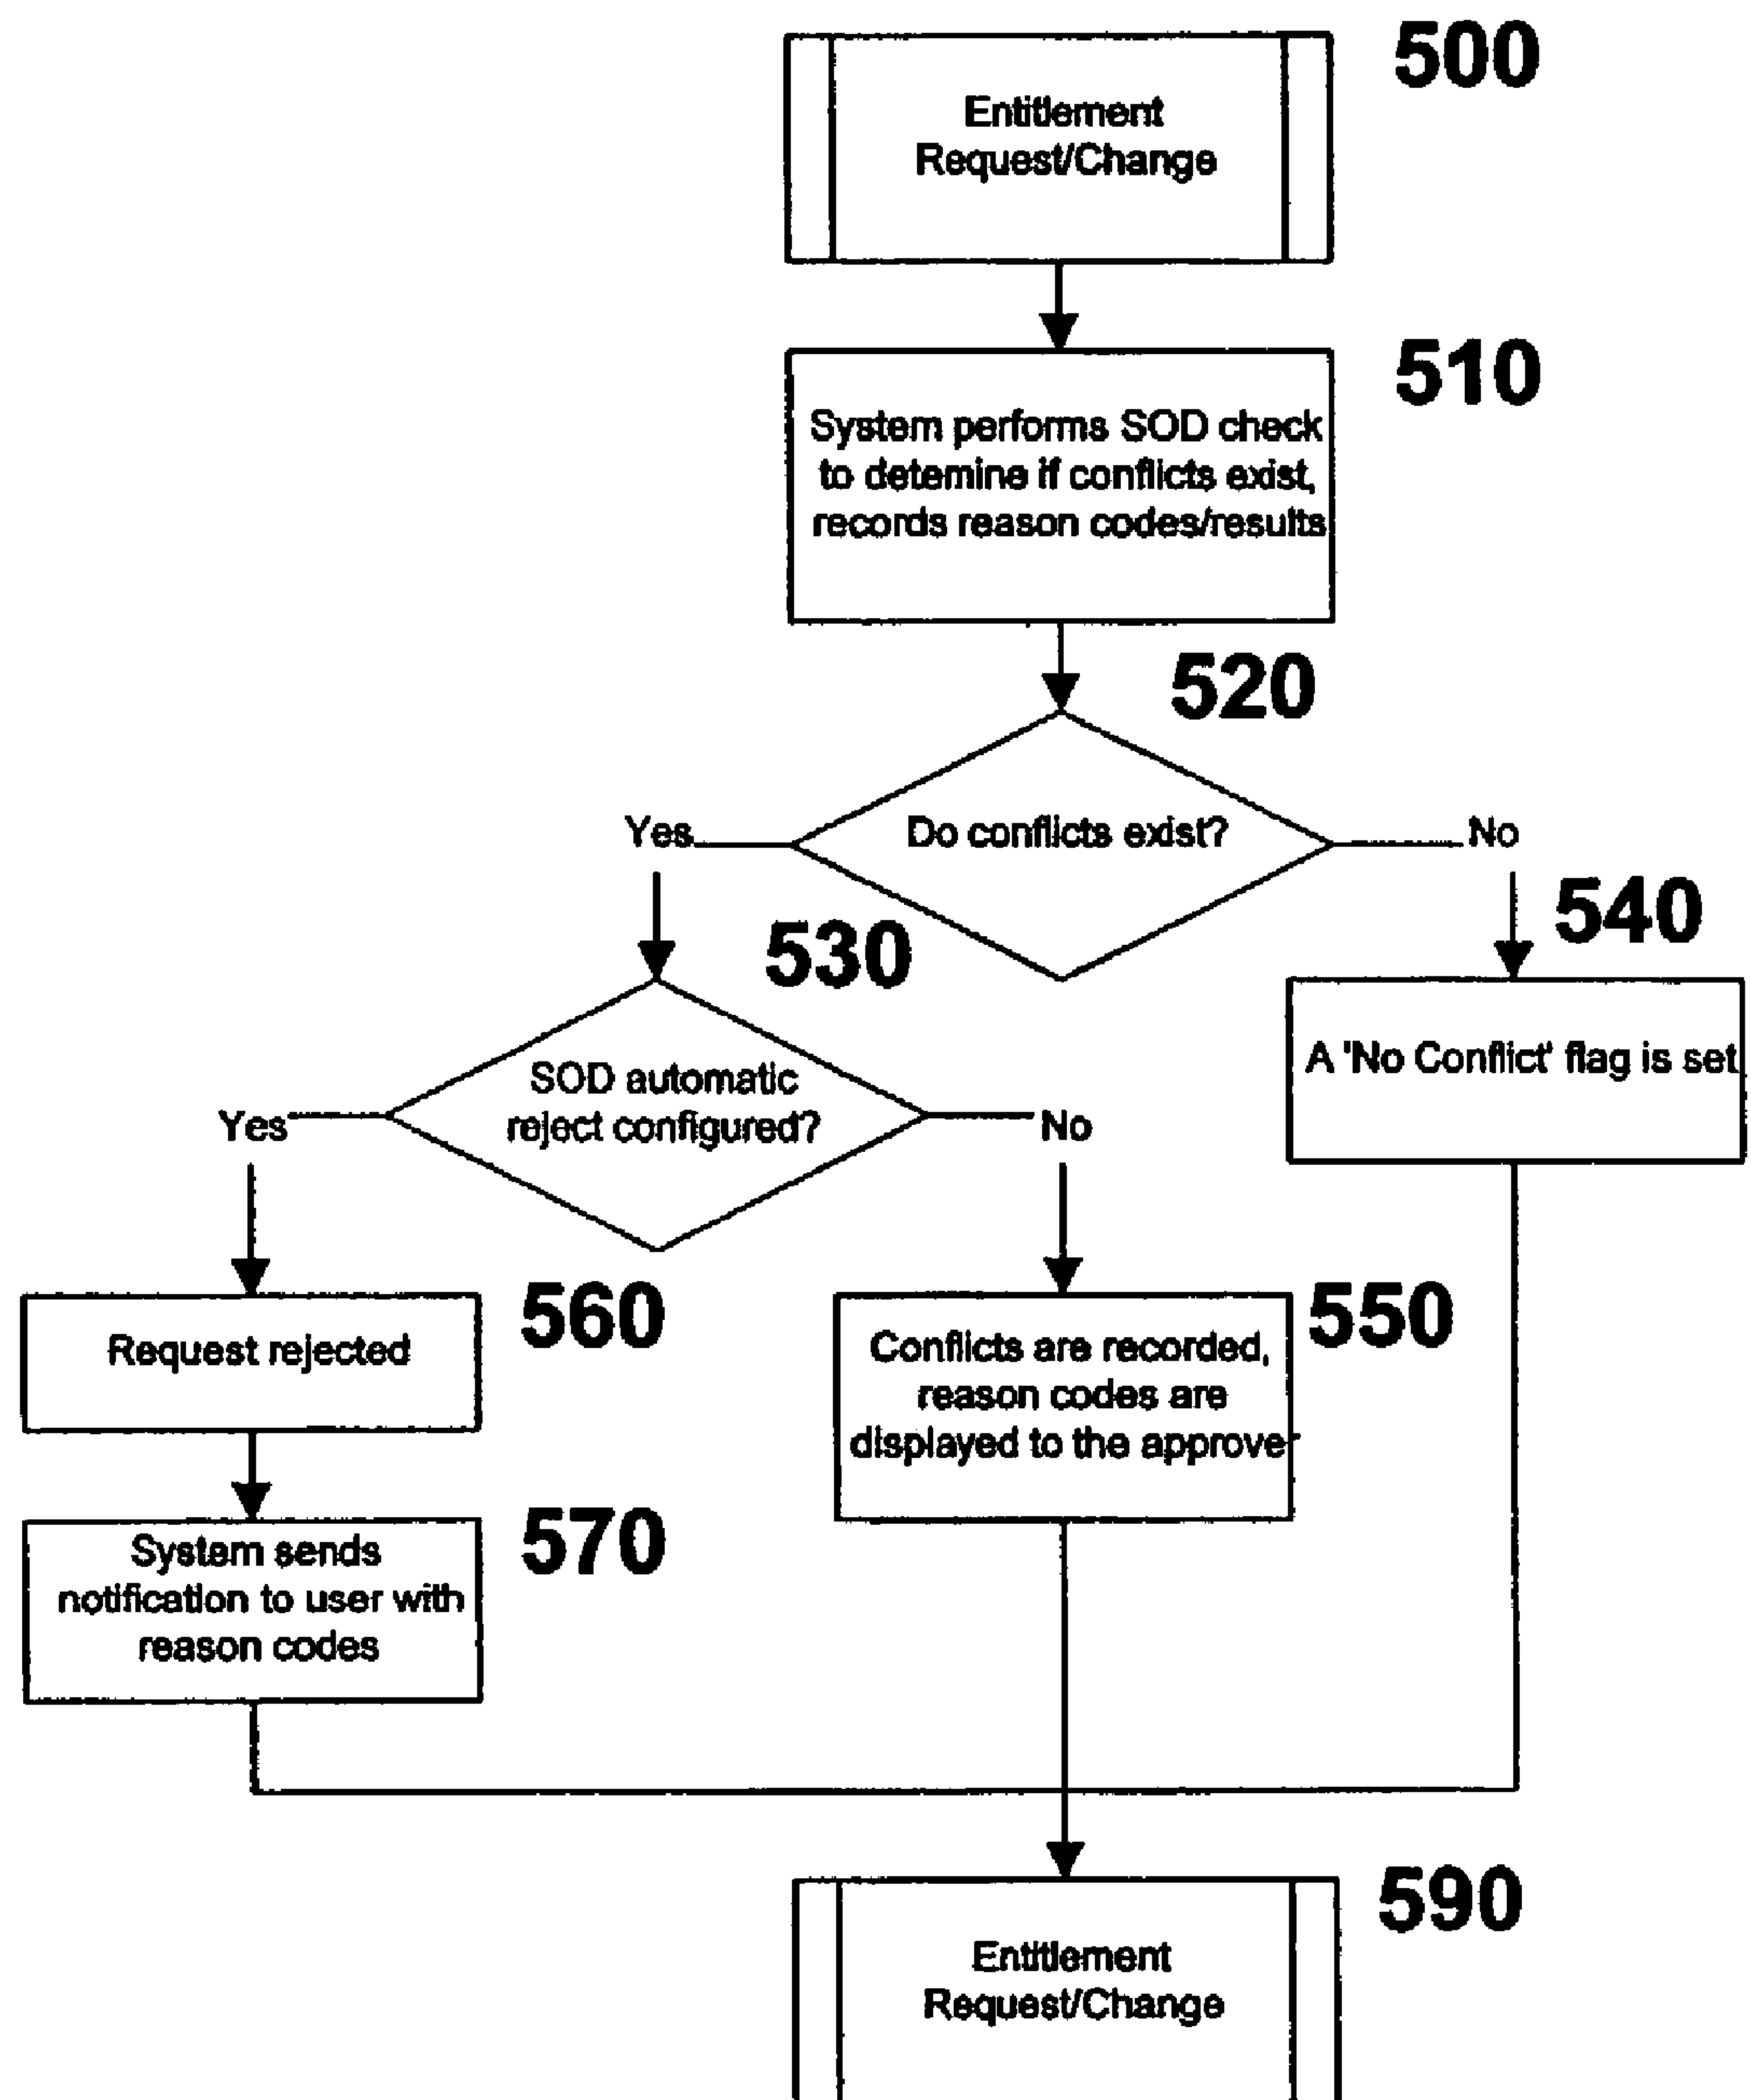 500
Entitlement
Request/Change
510
System performs SOD check
to detemine if conflicts exist,
records reason codes/results
520
Do conflicts exist?
Yes
No
530
540
SOD automatic
reject configured?
Yes
No
A 'No Conflict' flag is set
560
Request rejected
550
Conflicts are recorded,
reason codes are
displayed to the approver
570
System sends
notification to user with
reason codes
590
Entitlement
Request/Change